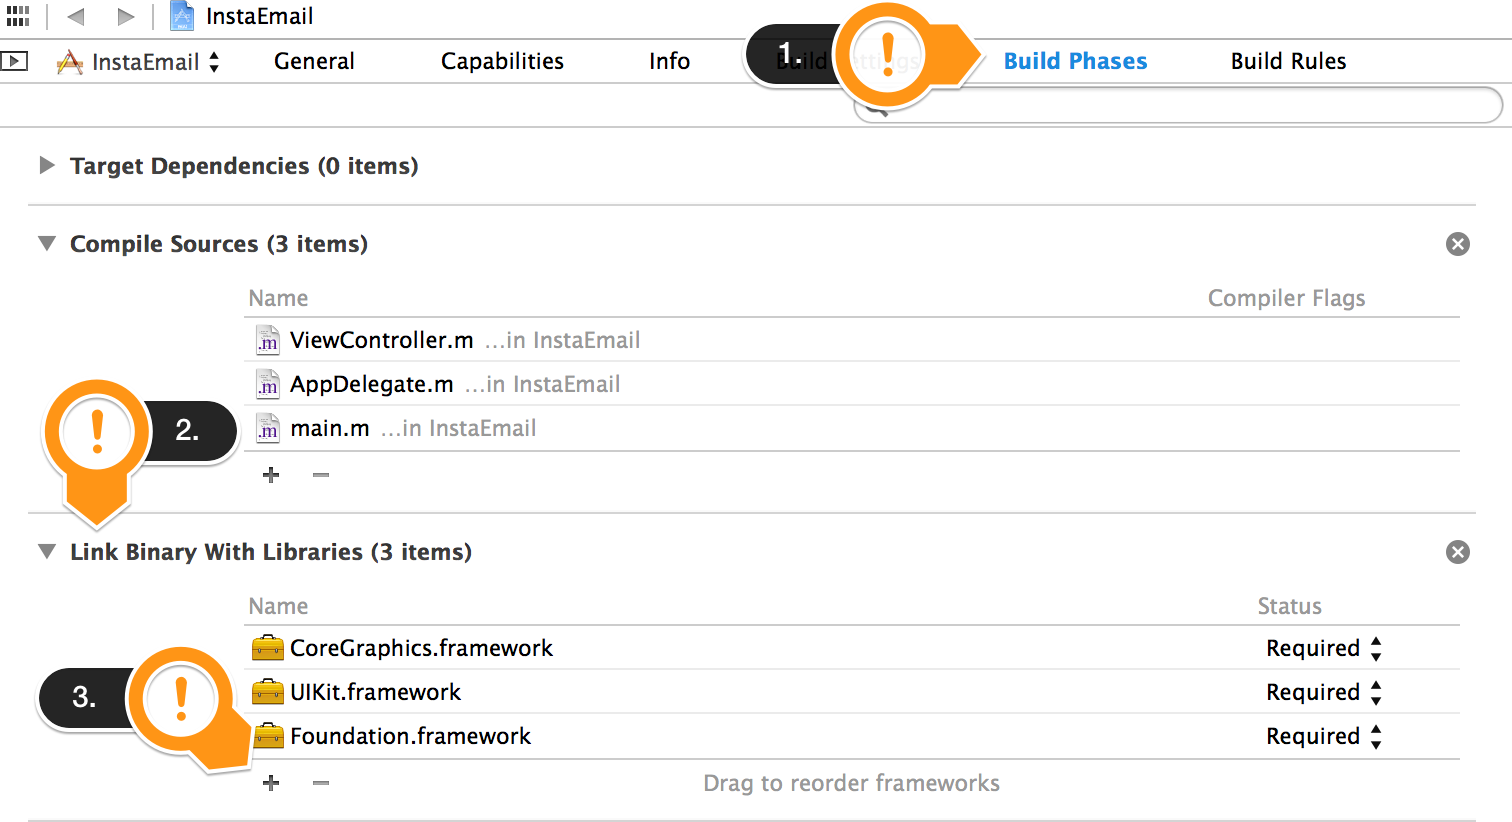 InstaEmail
InstaEmail General Capabilities Info 1. Build Settings Build Phases Build Rules
Target Dependencies (0 items)
Compile Sources (3 items)
Name Compiler Flags
ViewController.m ...in InstaEmail
AppDelegate.m ...in InstaEmail
2. main.m ...in InstaEmail
Link Binary With Libraries (3 items)
Name Status
CoreGraphics.framework Required
3. UIKit.framework Required
Foundation.framework Required
Drag to reorder frameworks